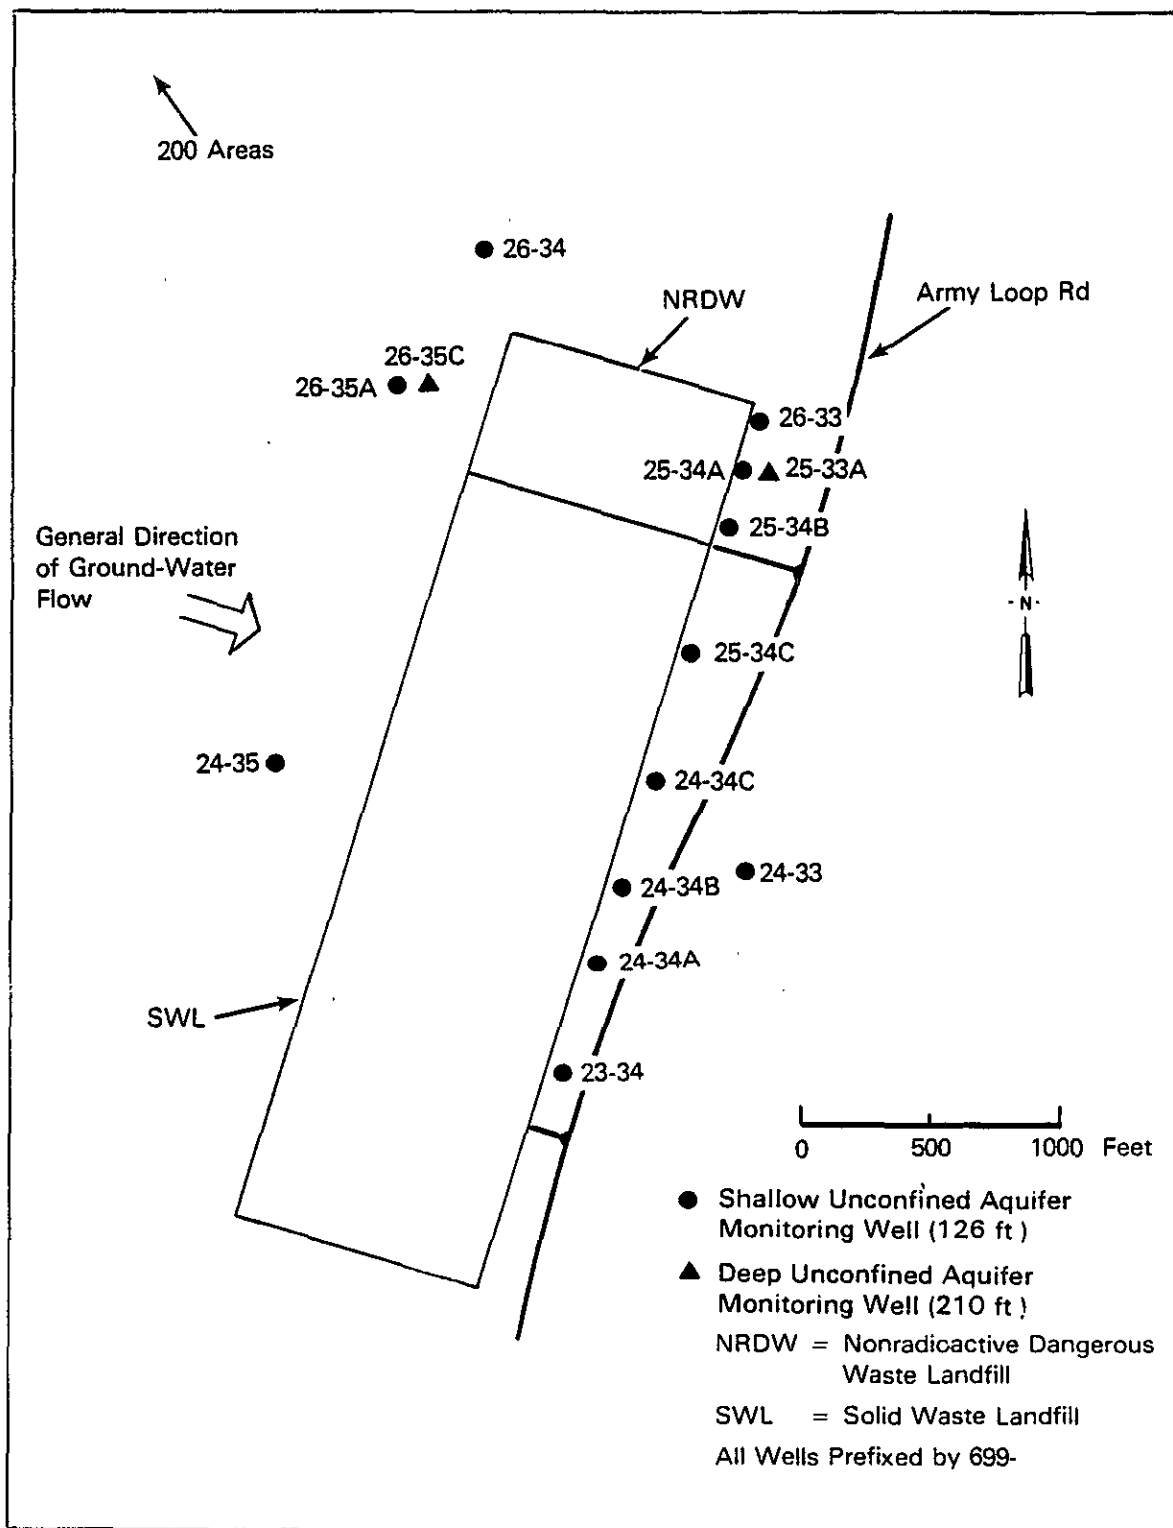 200 Areas
26-34
NRDW
Army Loop Rd
26-35C
26-35A
26-33
25-34A
25-33A
25-34B
General Direction
of Ground-Water
Flow
N
25-34C
24-35
24-34C
24-33
24-34B
24-34A
SWL
23-34
0 500 1000 Feet
Shallow Unconfined Aquifer
Monitoring Well (126 ft)
Deep Unconfined Aquifer
Monitoring Well (210 ft)
NRDW = Nonradioactive Dangerous
Waste Landfill
SWL = Solid Waste Landfill
All Wells Prefixed by 699-